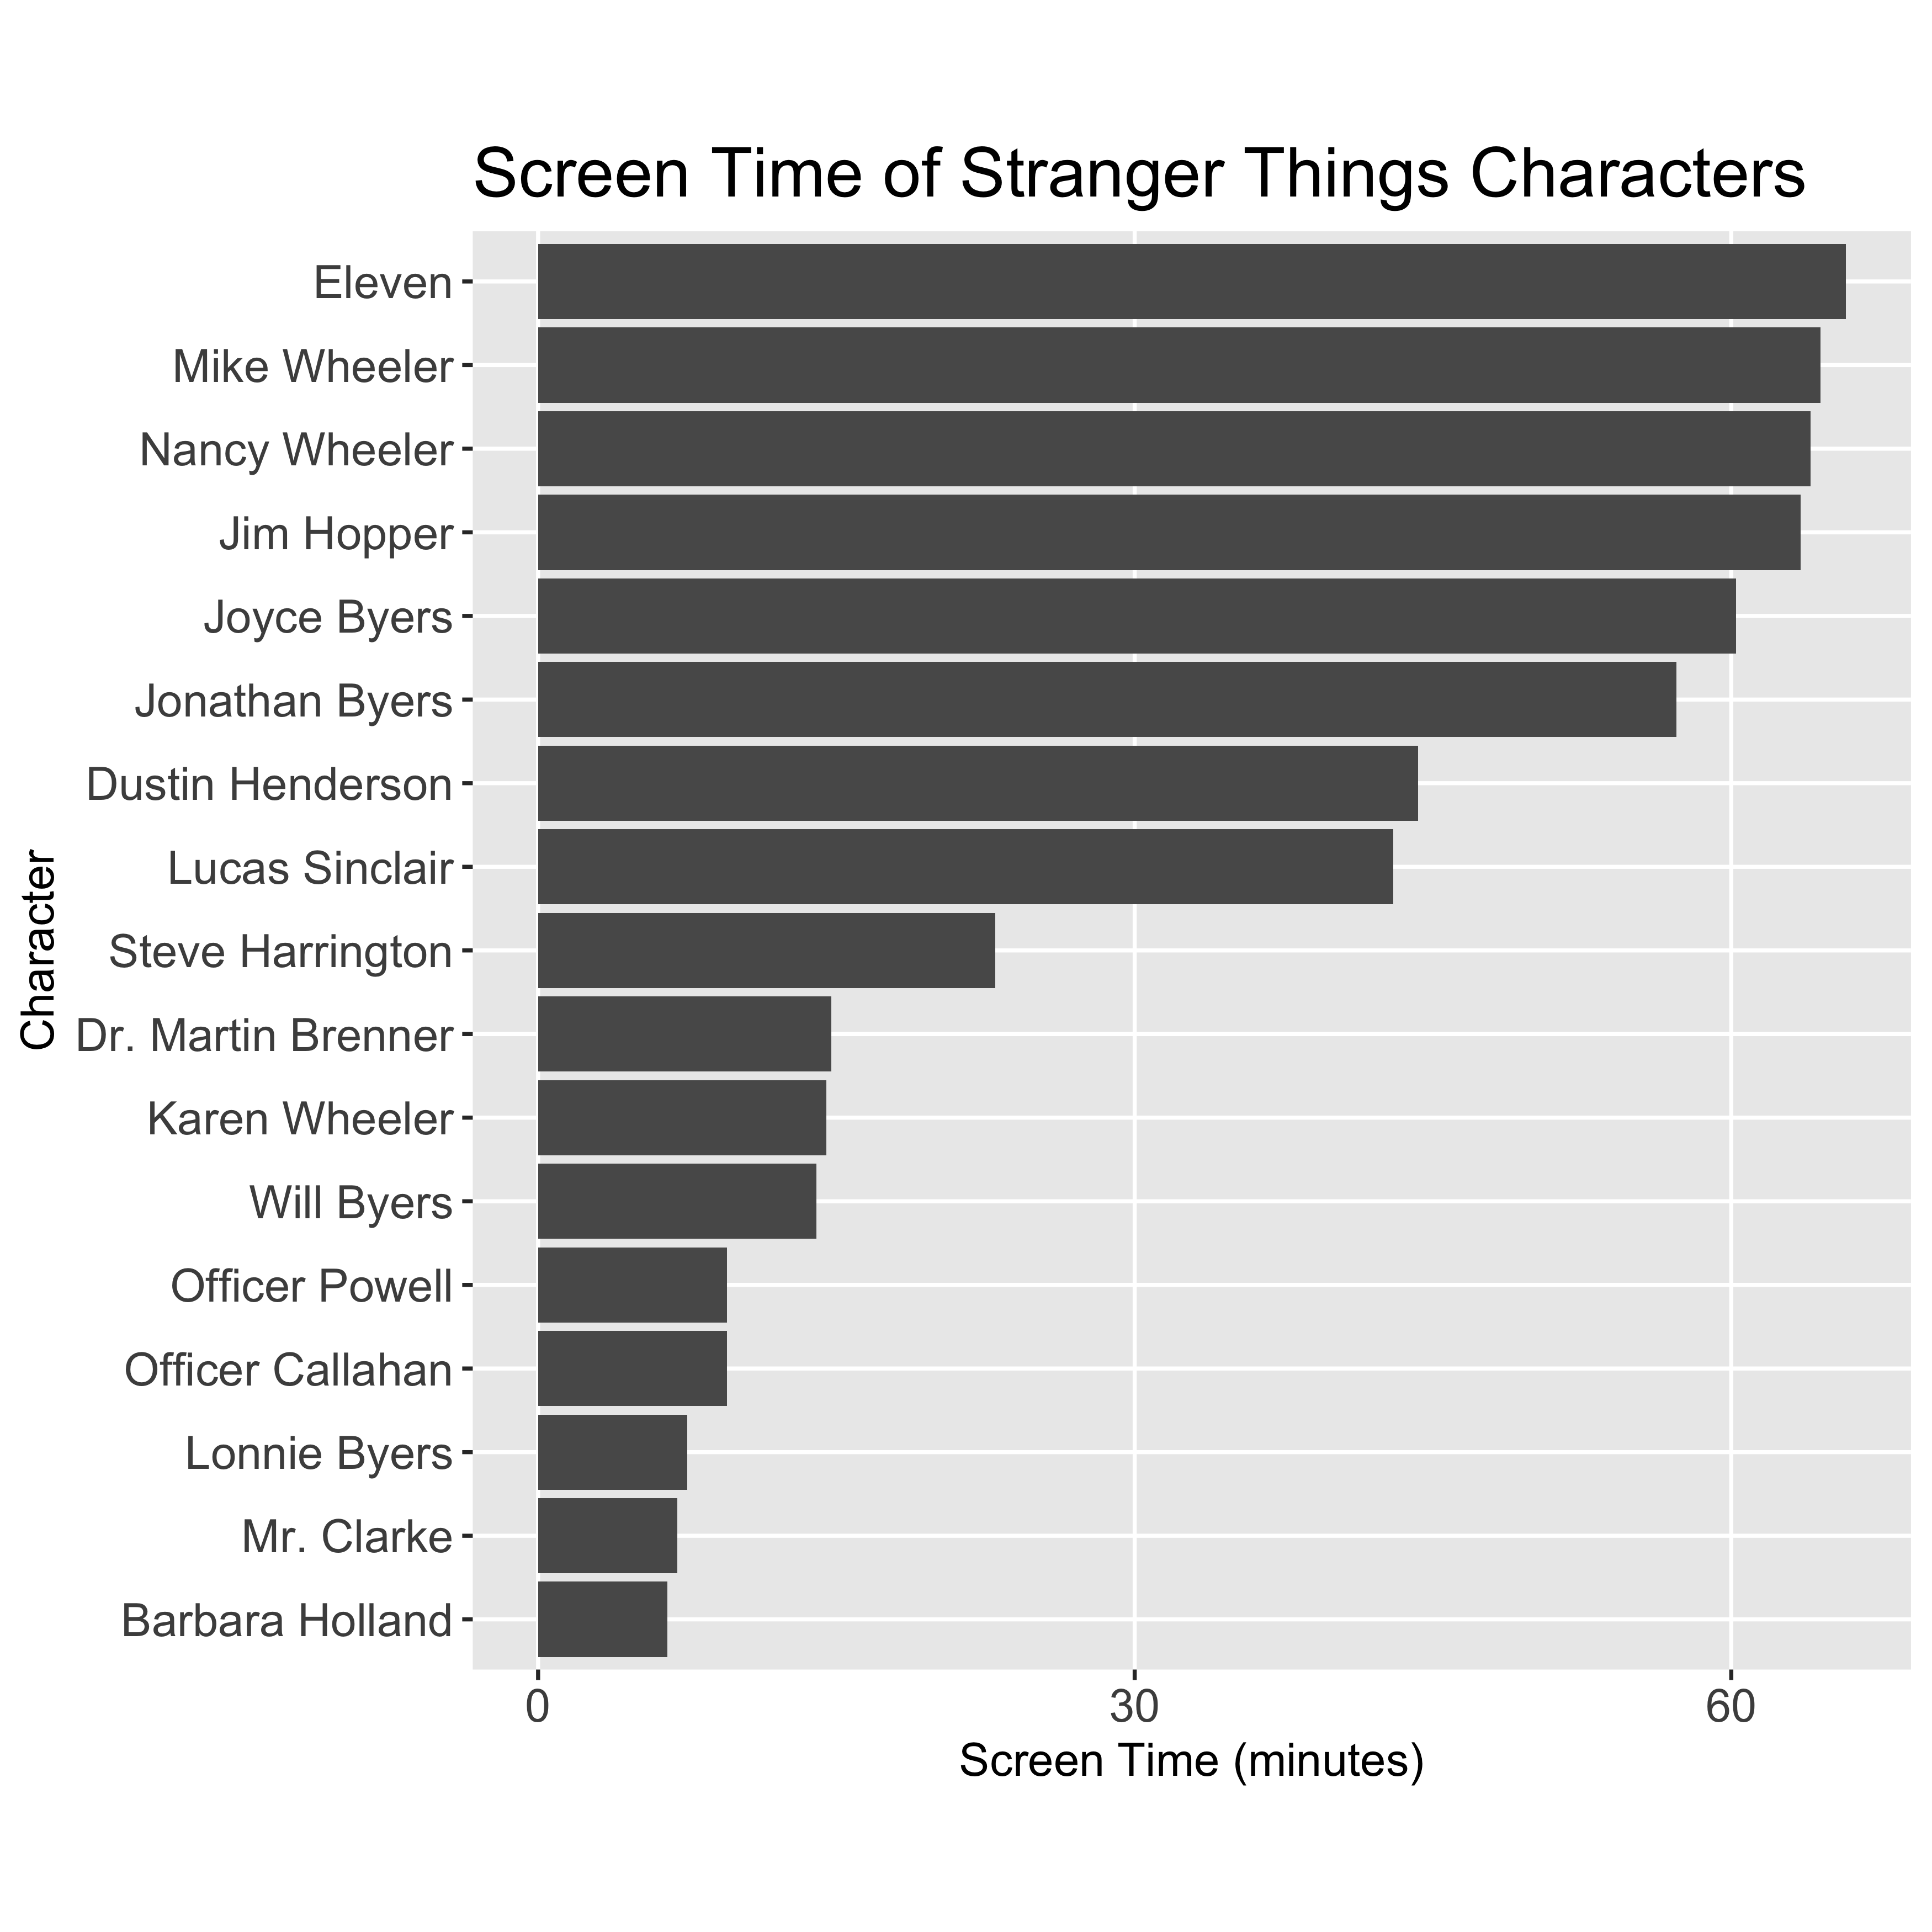 Screen Time of Stranger Things Characters
Eleven
Mike Wheeler
Nancy Wheeler
Jim Hopper
Joyce Byers
Jonathan Byers
Dustin Henderson
Lucas Sinclair
Steve Harrington
Dr. Martin Brenner
Karen Wheeler
Will Byers
Officer Powell
Officer Callahan
Lonnie Byers
Mr. Clarke
Barbara Holland
Character
0 30 60
Screen Time (minutes)